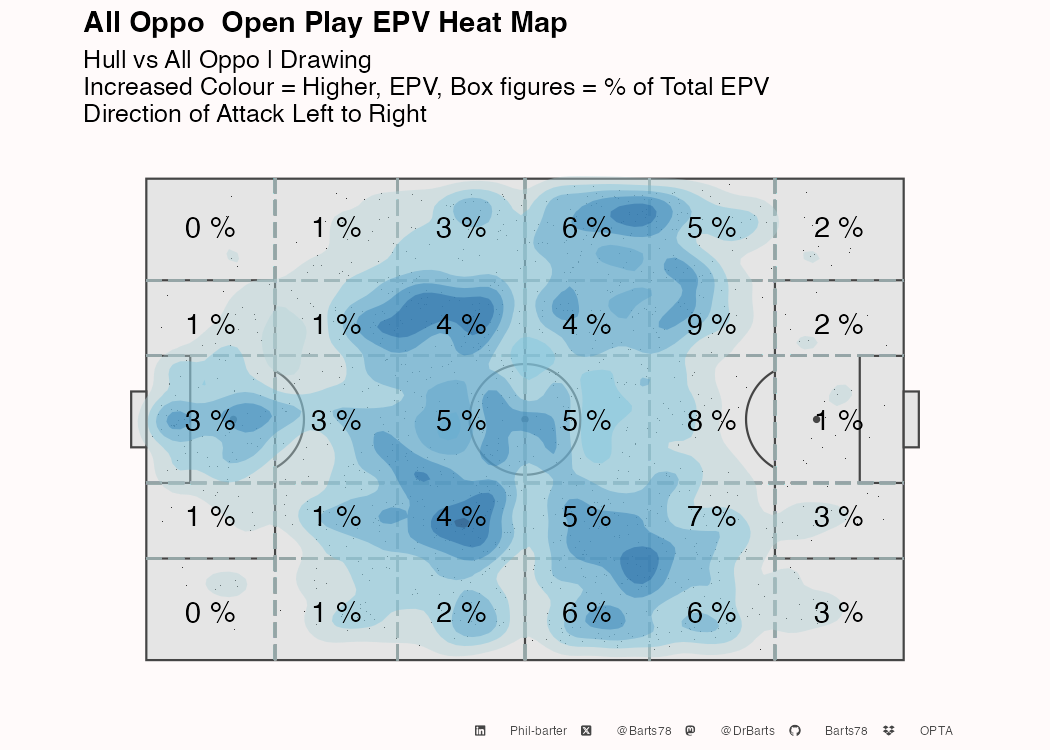 All Oppo  Open Play EPV Heat Map
Hull vs All Oppo | Drawing
Increased Colour = Higher, EPV, Box figures = % of Total EPV
Direction of Attack Left to Right
0 % 1 % 3 % 6 % 5 % 2 %
1 % 1 % 4 % 4 % 9 % 2 %
3 % 3 % 5 % 5 % 8 % 1 %
1 % 1 % 4 % 5 % 7 % 3 %
0 % 1 % 2 % 6 % 6 % 3 %
Phil-barter @Barts78 @DrBarts Barts78 OPTA